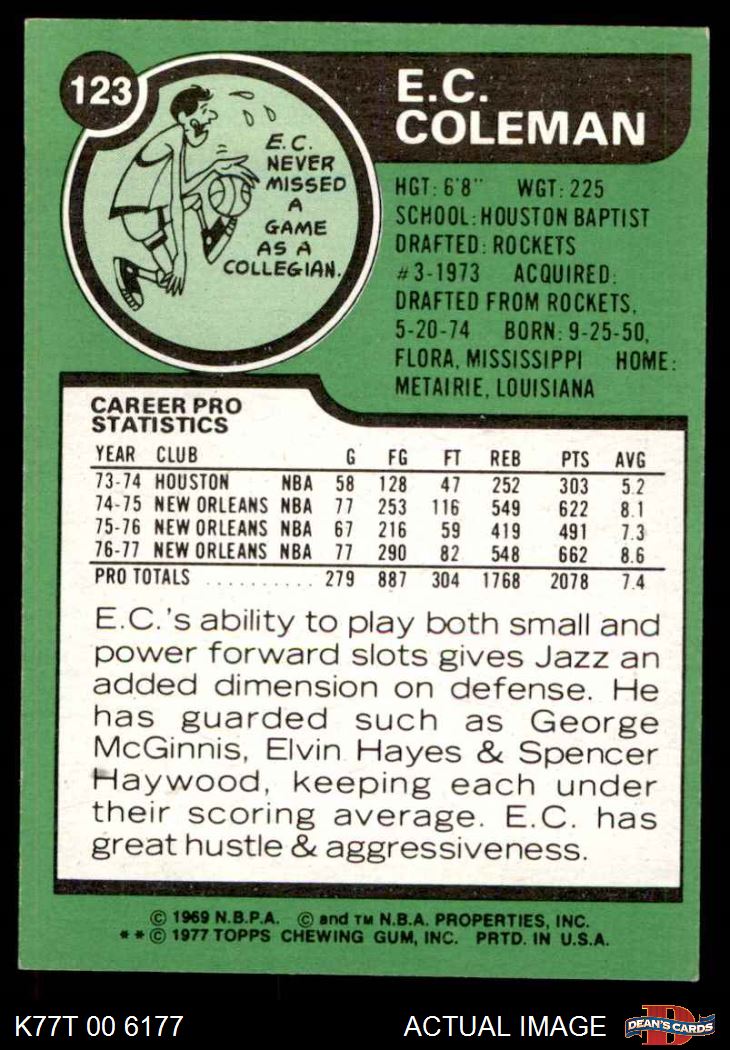 123
E.C.
COLEMAN
E.C.
NEVER
MISSED
A
GAME
AS A
COLLEGIAN.
HGT: 6'8" WGT: 225
SCHOOL: HOUSTON BAPTIST
DRAFTED: ROCKETS
#3-1973 ACQUIRED:
DRAFTED FROM ROCKETS,
5-20-74 BORN: 9-25-50,
FLORA, MISSISSIPPI HOME:
METAIRIE, LOUISIANA
CAREER PRO
STATISTICS
YEAR CLUB G FG FT REB PTS AVG
73-74 HOUSTON NBA 58 128 47 252 303 5.2
74-75 NEW ORLEANS NBA 77 253 116 549 622 8.1
75-76 NEW ORLEANS NBA 67 216 59 419 491 7.3
76-77 NEW ORLEANS NBA 77 290 82 548 662 8.6
PRO TOTALS .......... 279 887 304 1768 2078 7.4
E.C.'s ability to play both small and
power forward slots gives Jazz an
added dimension on defense. He
has guarded such as George
McGinnis, Elvin Hayes & Spencer
Haywood, keeping each under
their scoring average. E.C. has
great hustle & aggressiveness.
© 1969 N.B.P.A. © and TM N.B.A. PROPERTIES, INC.
**© 1977 TOPPS CHEWING GUM, INC. PRTD. IN U.S.A.
K77T 00 6177 ACTUAL IMAGE
D
DEAN'S CARDS